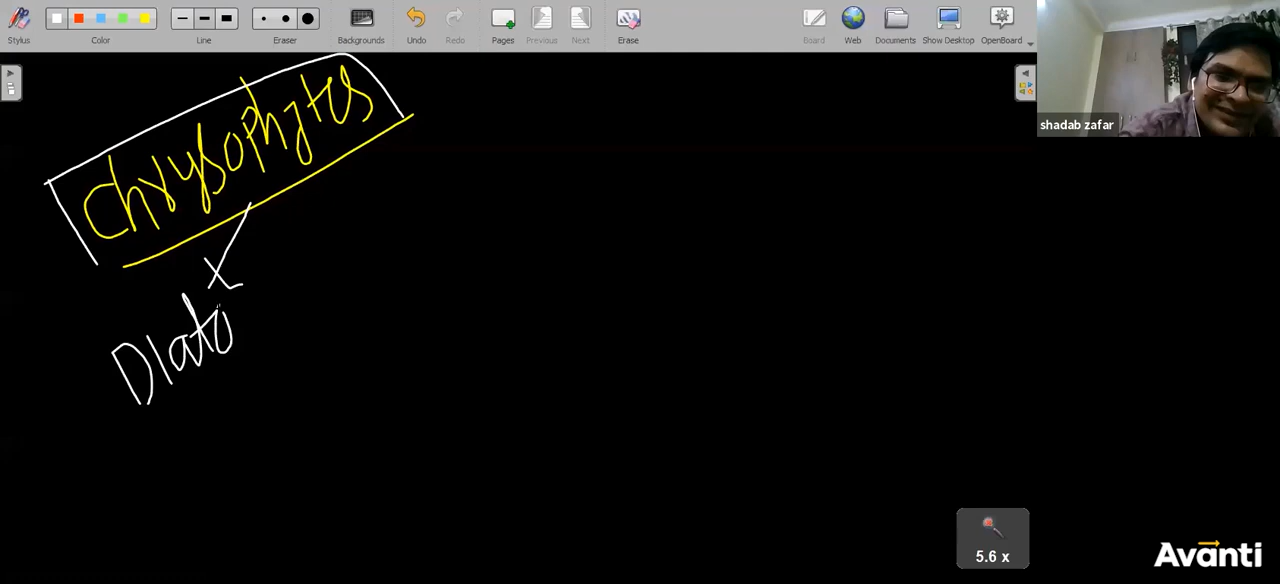 Stylus
Color
Line
Eraser
Backgrounds
Undo
Redo
Pages
Previous
Next
Erase
Board
Web
Documents
Show Desktop
OpenBoard
shadab zafar
Chrysophytes
Diato
5.6 x
Avanti